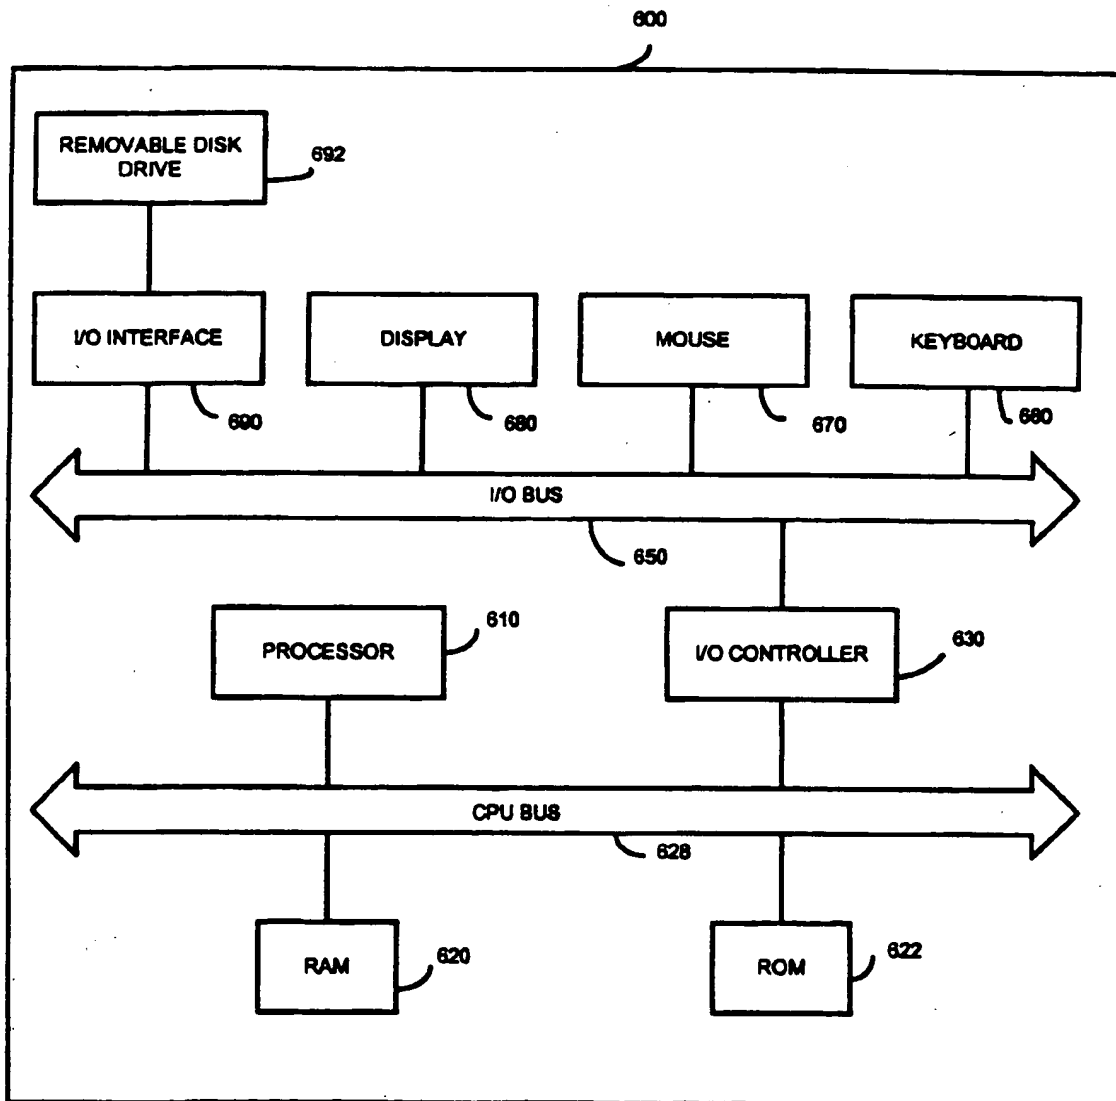 600
REMOVABLE DISK
DRIVE
692
I/O INTERFACE
DISPLAY
MOUSE
KEYBOARD
690
680
670
660
I/O BUS
650
PROCESSOR
610
I/O CONTROLLER
630
CPU BUS
628
RAM
620
ROM
622